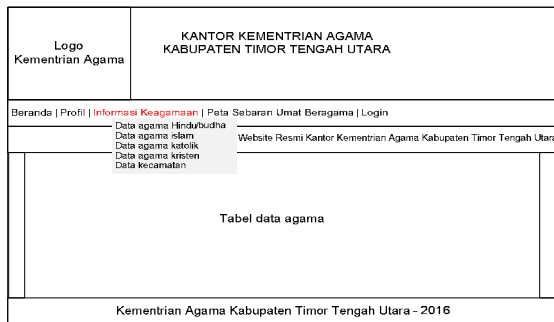 Logo
Kementrian Agama
KANTOR KEMENTRIAN AGAMA
KABUPATEN TIMOR TENGAH UTARA
Beranda | Profil | Informasi Keagamaan | Peta Sebaran Umat Beragama | Login
Data agama Hindu/budha
Data agama islam
Data agama katolik
Data agama kristen
Data kecamatan
Website Resmi Kantor Kementrian Agama Kabupaten Timor Tengah Utara
Tabel data agama
Kementrian Agama Kabupaten Timor Tengah Utara - 2016